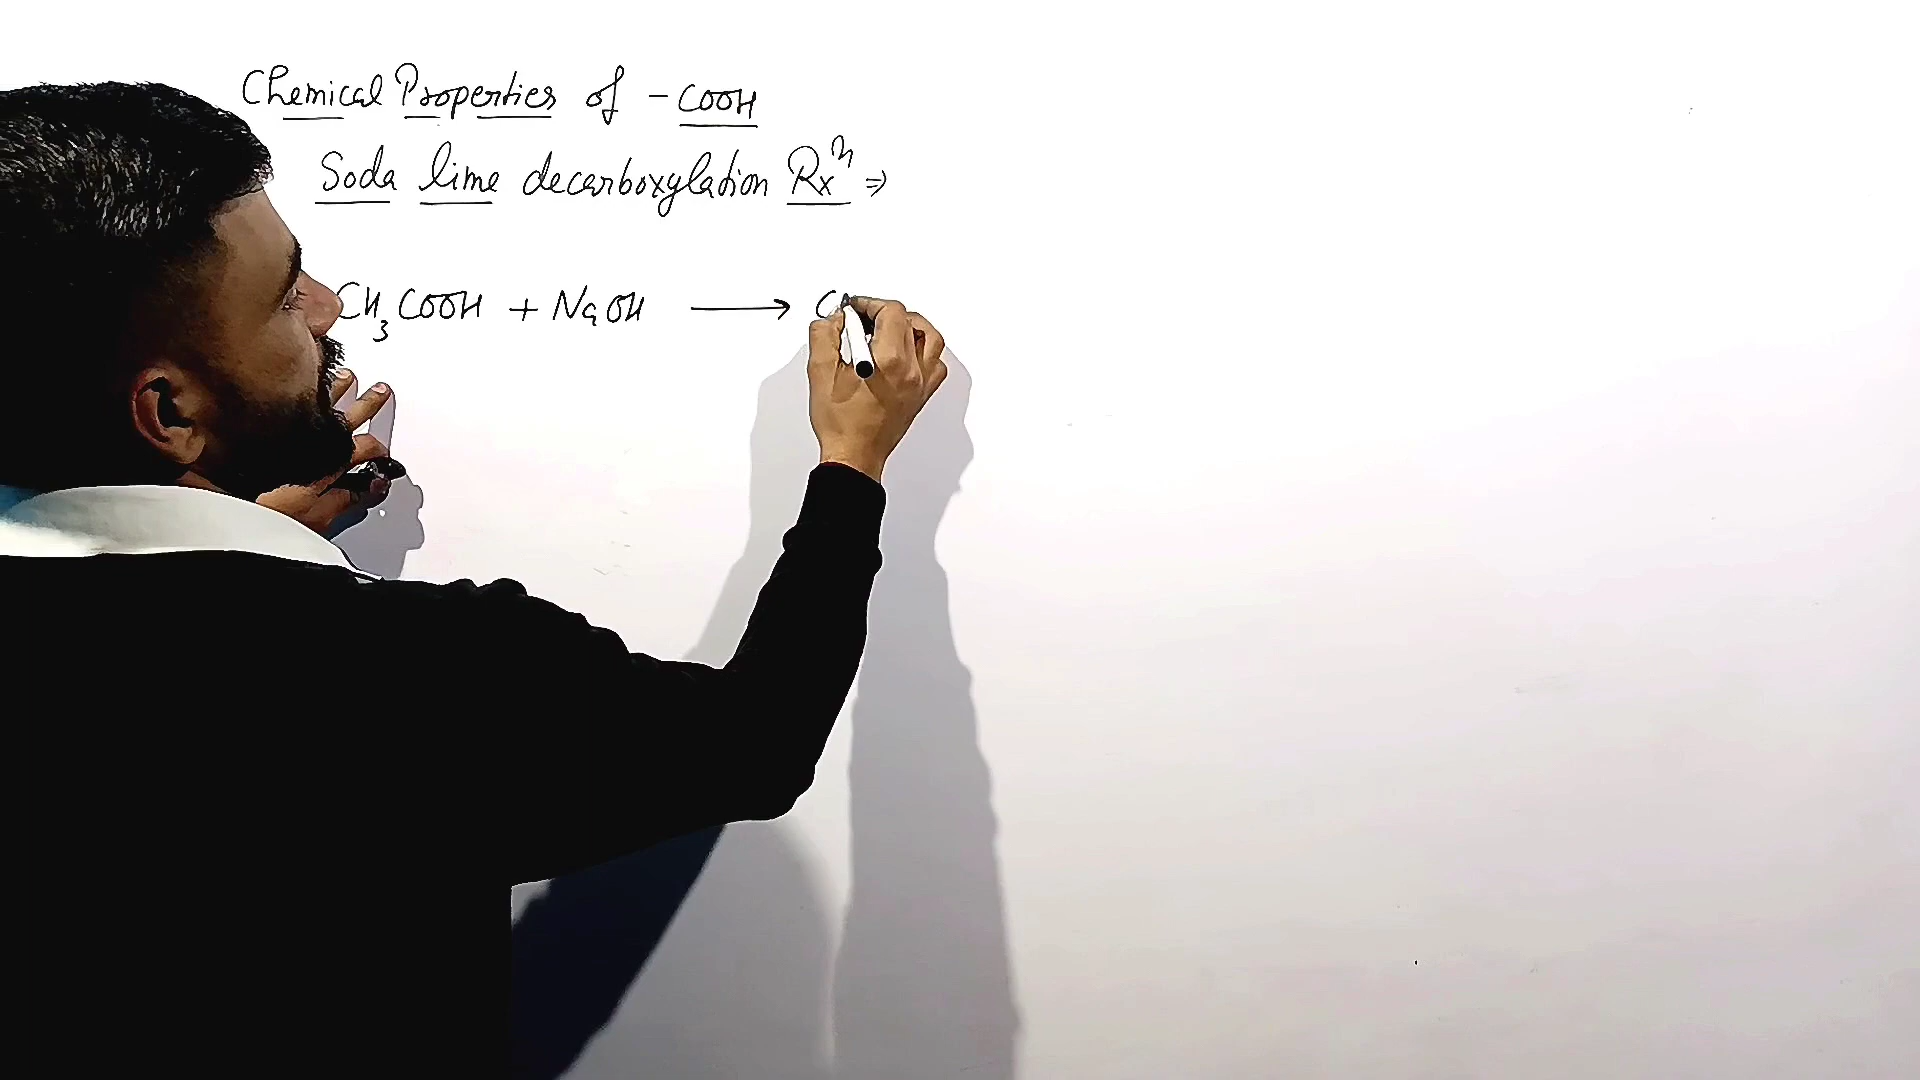 Chemical Properties of -COOH
Soda lime decarboxylation Rxⁿ ⇒
CH₃COOH + NaOH ⟶ C